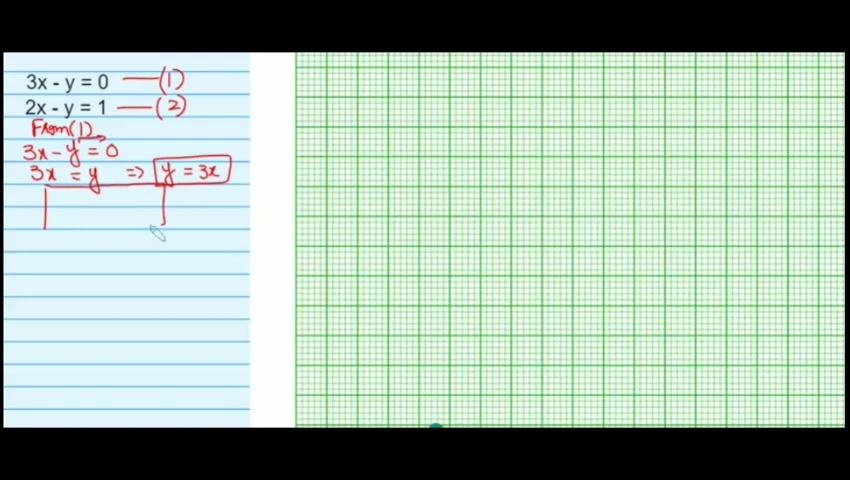 3x - y = 0 —(1)
2x - y = 1 —(2)
From (1)
3x - y = 0
3x = y ⇒ y = 3x